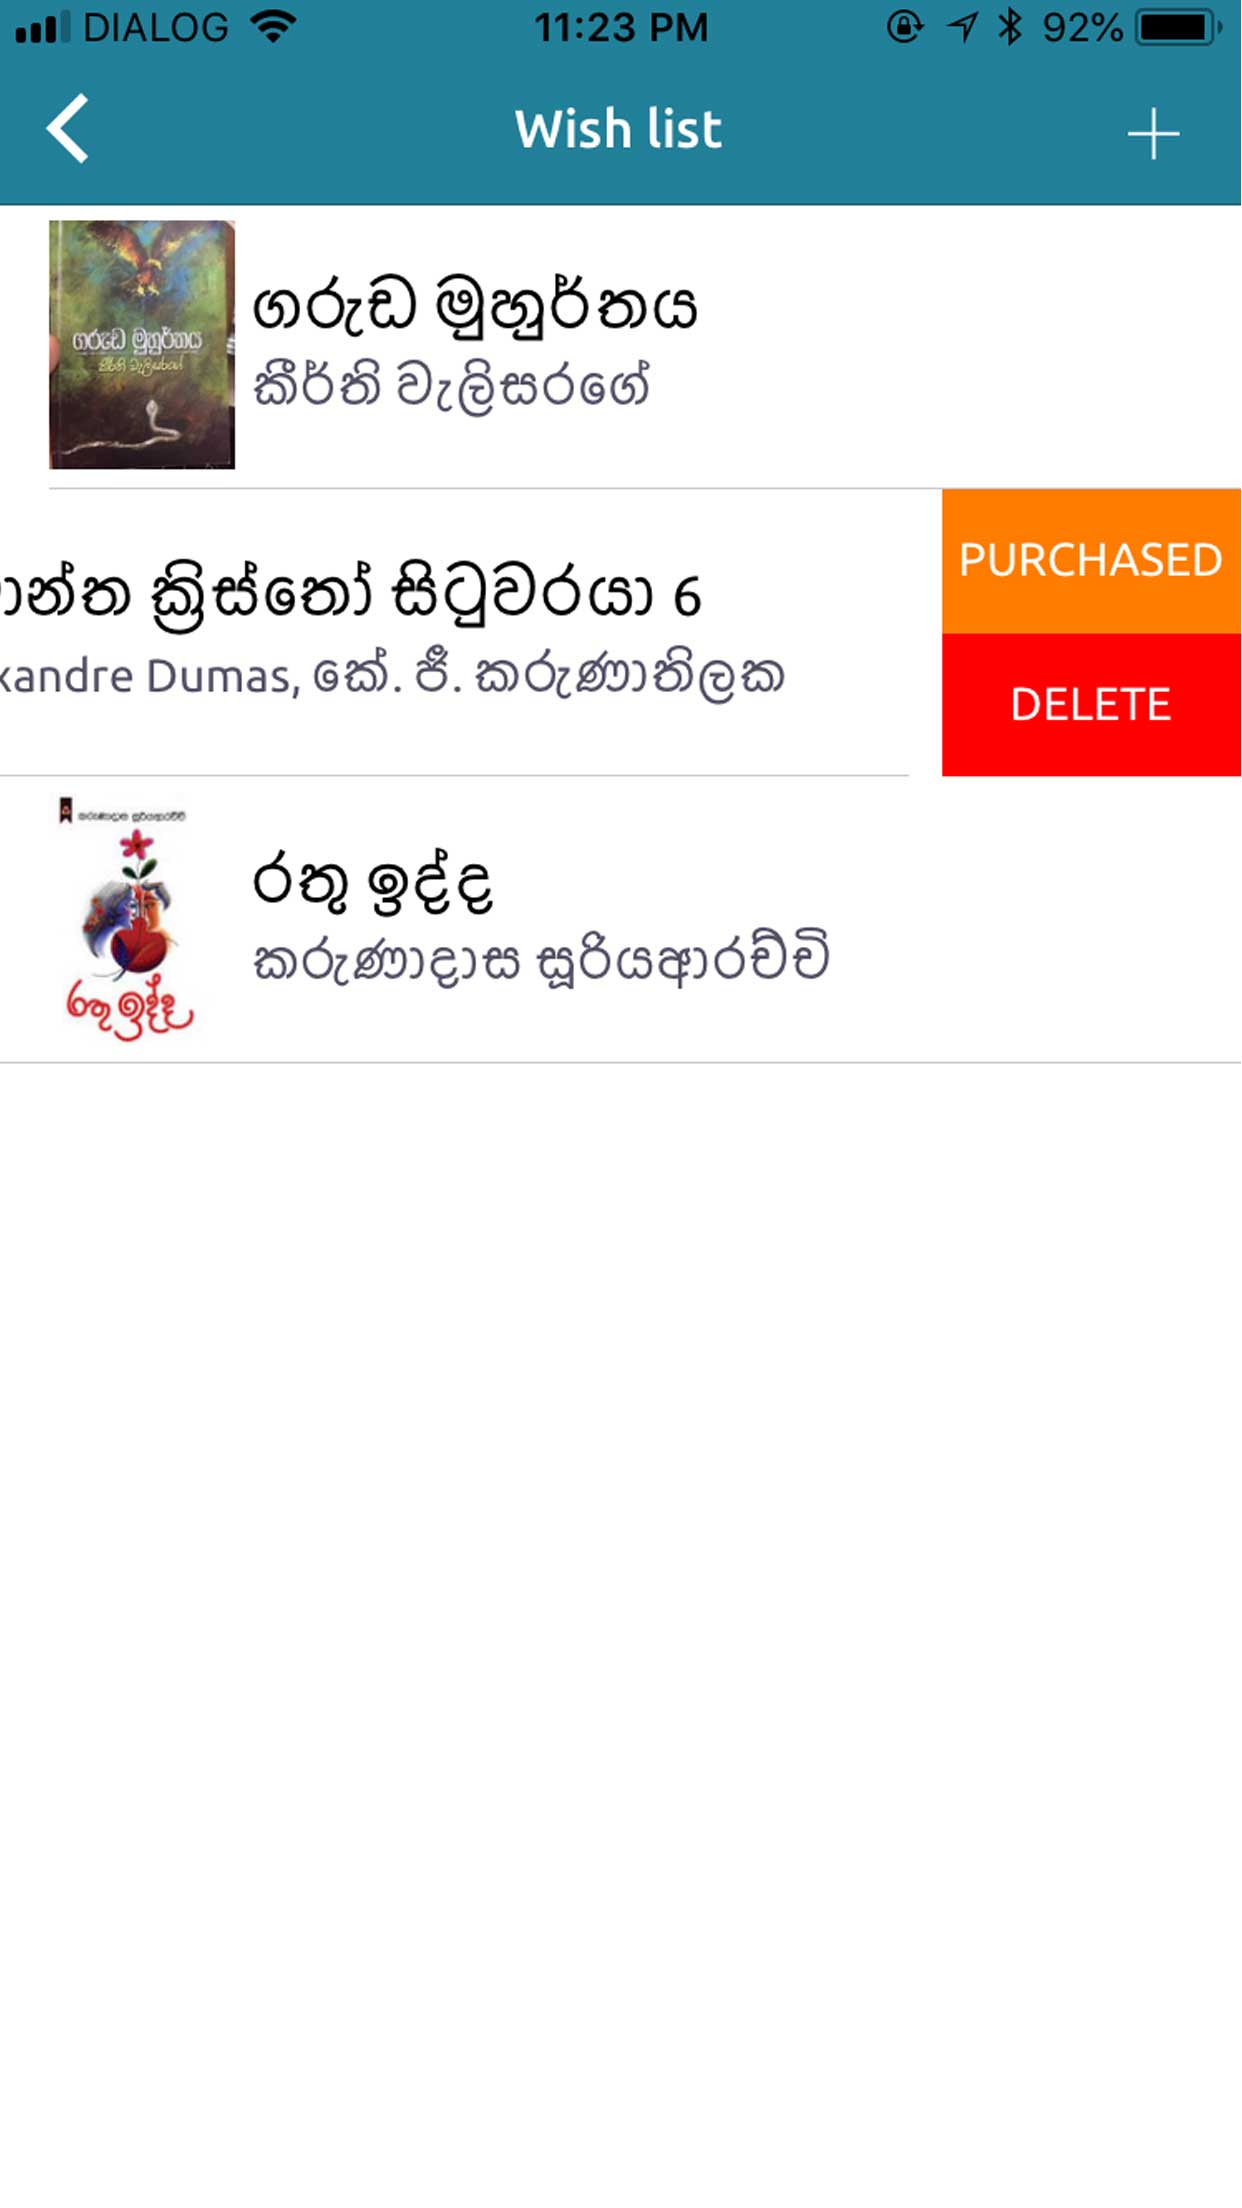 DIALOG 11:23 PM 92%
Wish list
ගරුඬ මුහුර්තය
කීර්ති වැලිසරගේ
ගරුඬ මුහුර්තය
කීර්ති වැලිසරගේ
ාන්ත ක්‍රිස්තෝ සිටුවරයා 6
xandre Dumas, කේ. ජී. කරුණාතිලක
PURCHASED
DELETE
කරුණාදාස සූරියආරච්චි
රතු ඉද්ද
රතු ඉද්ද
කරුණාදාස සූරියආරච්චි